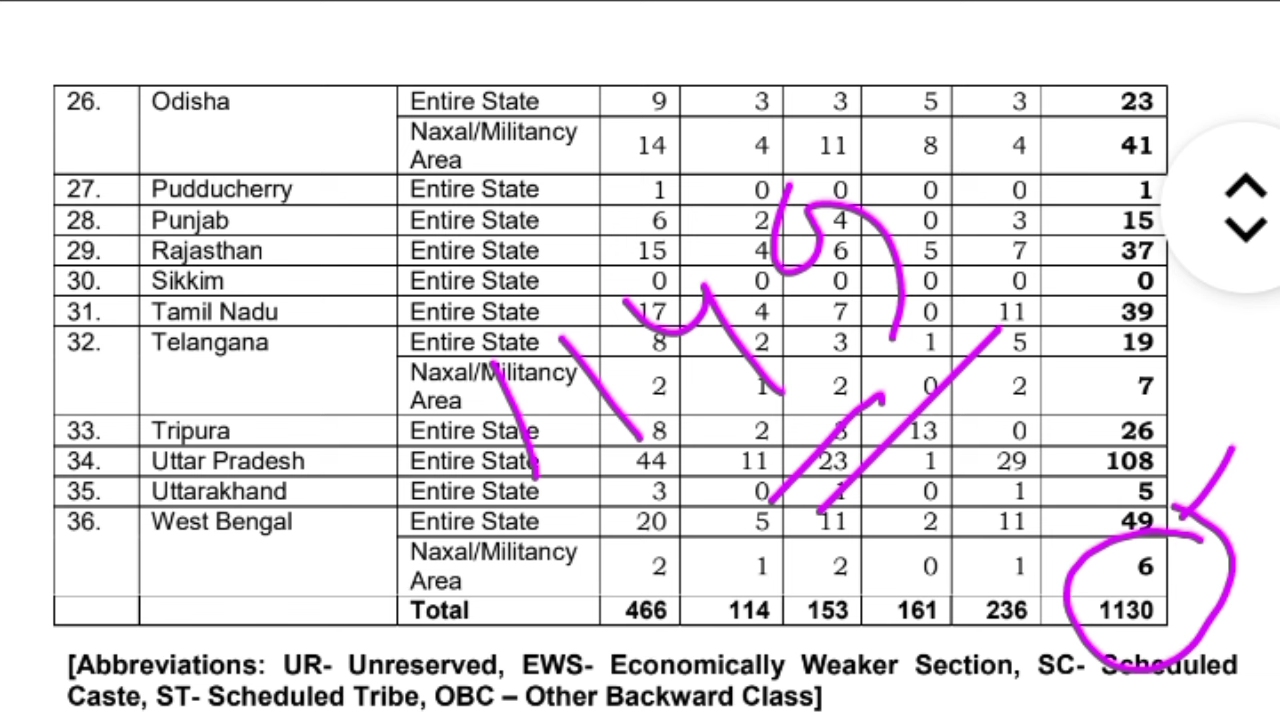 26. Odisha Entire State 9 3 3 5 3 23
Naxal/Militancy Area 14 4 11 8 4 41
27. Pudducherry Entire State 1 0 0 0 0 1
28. Punjab Entire State 6 2 4 0 3 15
29. Rajasthan Entire State 15 4 6 5 7 37
30. Sikkim Entire State 0 0 0 0 0 0
31. Tamil Nadu Entire State 17 4 7 0 11 39
32. Telangana Entire State 8 2 3 1 5 19
Naxal/Militancy Area 2 1 2 0 2 7
33. Tripura Entire State 8 2 3 13 0 26
34. Uttar Pradesh Entire State 44 11 23 1 29 108
35. Uttarakhand Entire State 3 0 1 0 1 5
36. West Bengal Entire State 20 5 11 2 11 49
Naxal/Militancy Area 2 1 2 0 1 6
Total 466 114 153 161 236 1130
[Abbreviations: UR- Unreserved, EWS- Economically Weaker Section, SC- Scheduled
Caste, ST- Scheduled Tribe, OBC – Other Backward Class]